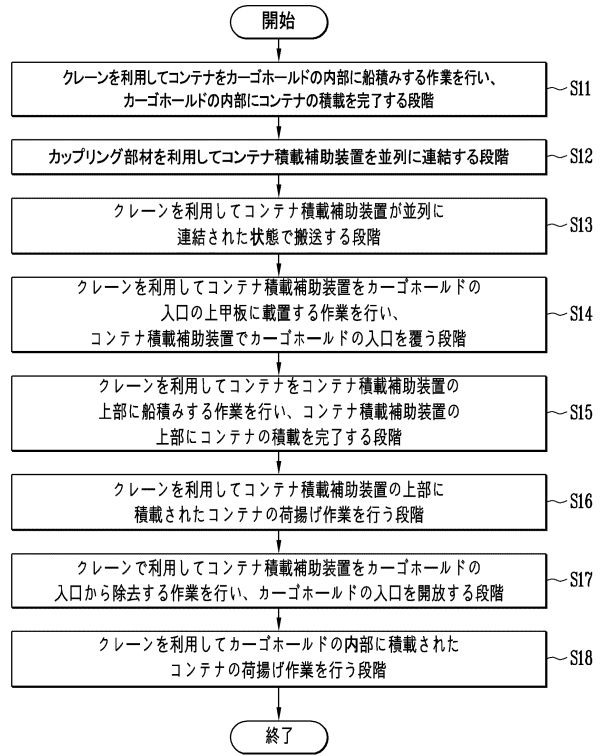 開始
クレーンを利用してコンテナをカーゴホールドの内部に船積みする作業を行い、
カーゴホールドの内部にコンテナの積載を完了する段階
S11
カップリング部材を利用してコンテナ積載補助装置を並列に連結する段階
S12
クレーンを利用してコンテナ積載補助装置が並列に
連結された状態で搬送する段階
S13
クレーンを利用してコンテナ積載補助装置をカーゴホールドの
入口の上甲板に載置する作業を行い、
コンテナ積載補助装置でカーゴホールドの入口を覆う段階
S14
クレーンを利用してコンテナをコンテナ積載補助装置の
上部に船積みする作業を行い、コンテナ積載補助装置の
上部にコンテナの積載を完了する段階
S15
クレーンを利用してコンテナ積載補助装置の上部に
積載されたコンテナの荷揚げ作業を行う段階
S16
クレーンで利用してコンテナ積載補助装置をカーゴホールドの
入口から除去する作業を行い、カーゴホールドの入口を開放する段階
S17
クレーンを利用してカーゴホールドの内部に積載された
コンテナの荷揚げ作業を行う段階
S18
終了